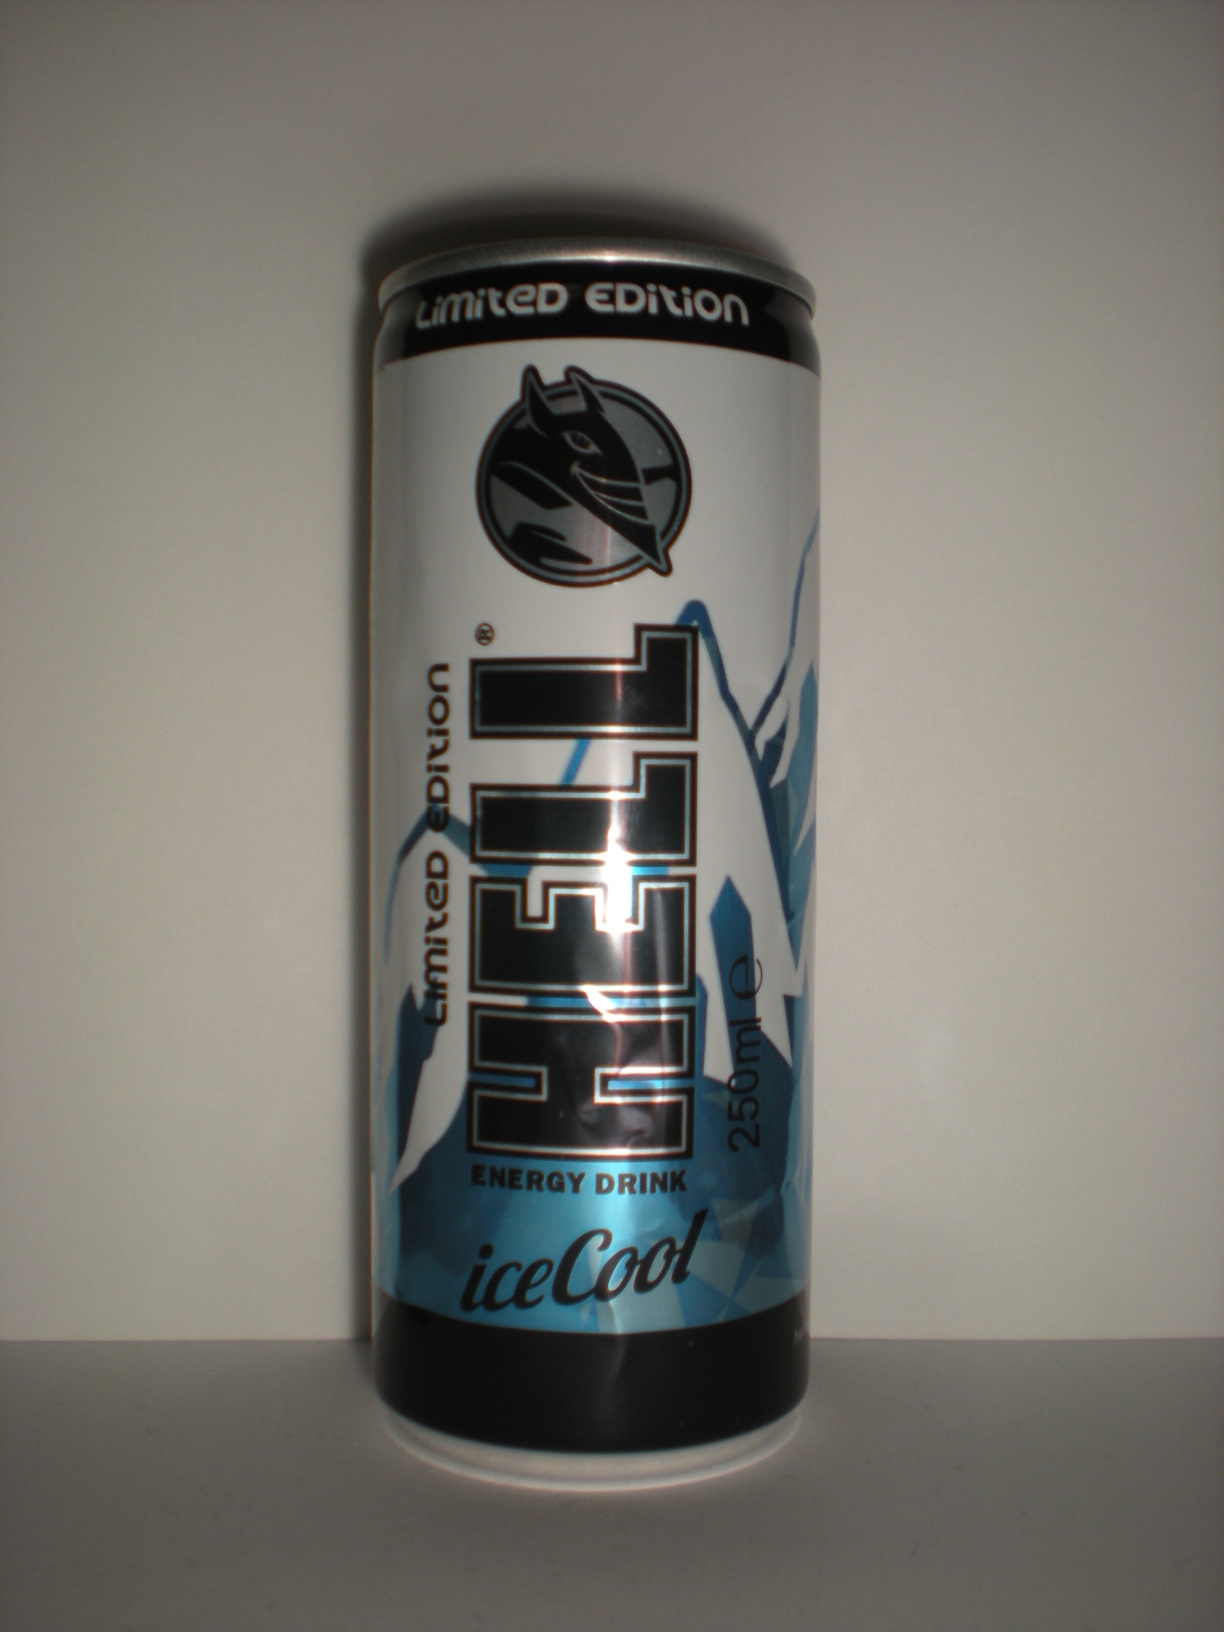 Limited Edition
Limited Edition
HELL®
250ml e
ENERGY DRINK
iceCool